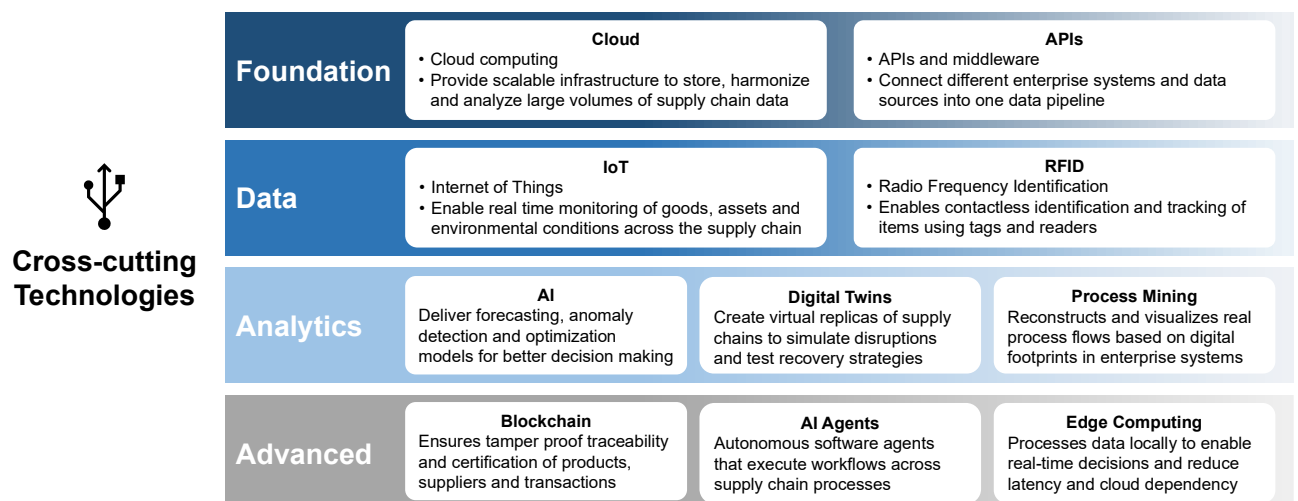 Cross-cutting
Technologies
Foundation
Cloud
• Cloud computing
• Provide scalable infrastructure to store, harmonize
and analyze large volumes of supply chain data
APIs
• APIs and middleware
• Connect different enterprise systems and data
sources into one data pipeline
Data
IoT
• Internet of Things
• Enable real time monitoring of goods, assets and
environmental conditions across the supply chain
RFID
• Radio Frequency Identification
• Enables contactless identification and tracking of
items using tags and readers
Analytics
AI
Deliver forecasting, anomaly
detection and optimization
models for better decision making
Digital Twins
Create virtual replicas of supply
chains to simulate disruptions
and test recovery strategies
Process Mining
Reconstructs and visualizes real
process flows based on digital
footprints in enterprise systems
Advanced
Blockchain
Ensures tamper proof traceability
and certification of products,
suppliers and transactions
AI Agents
Autonomous software agents
that execute workflows across
supply chain processes
Edge Computing
Processes data locally to enable
real-time decisions and reduce
latency and cloud dependency